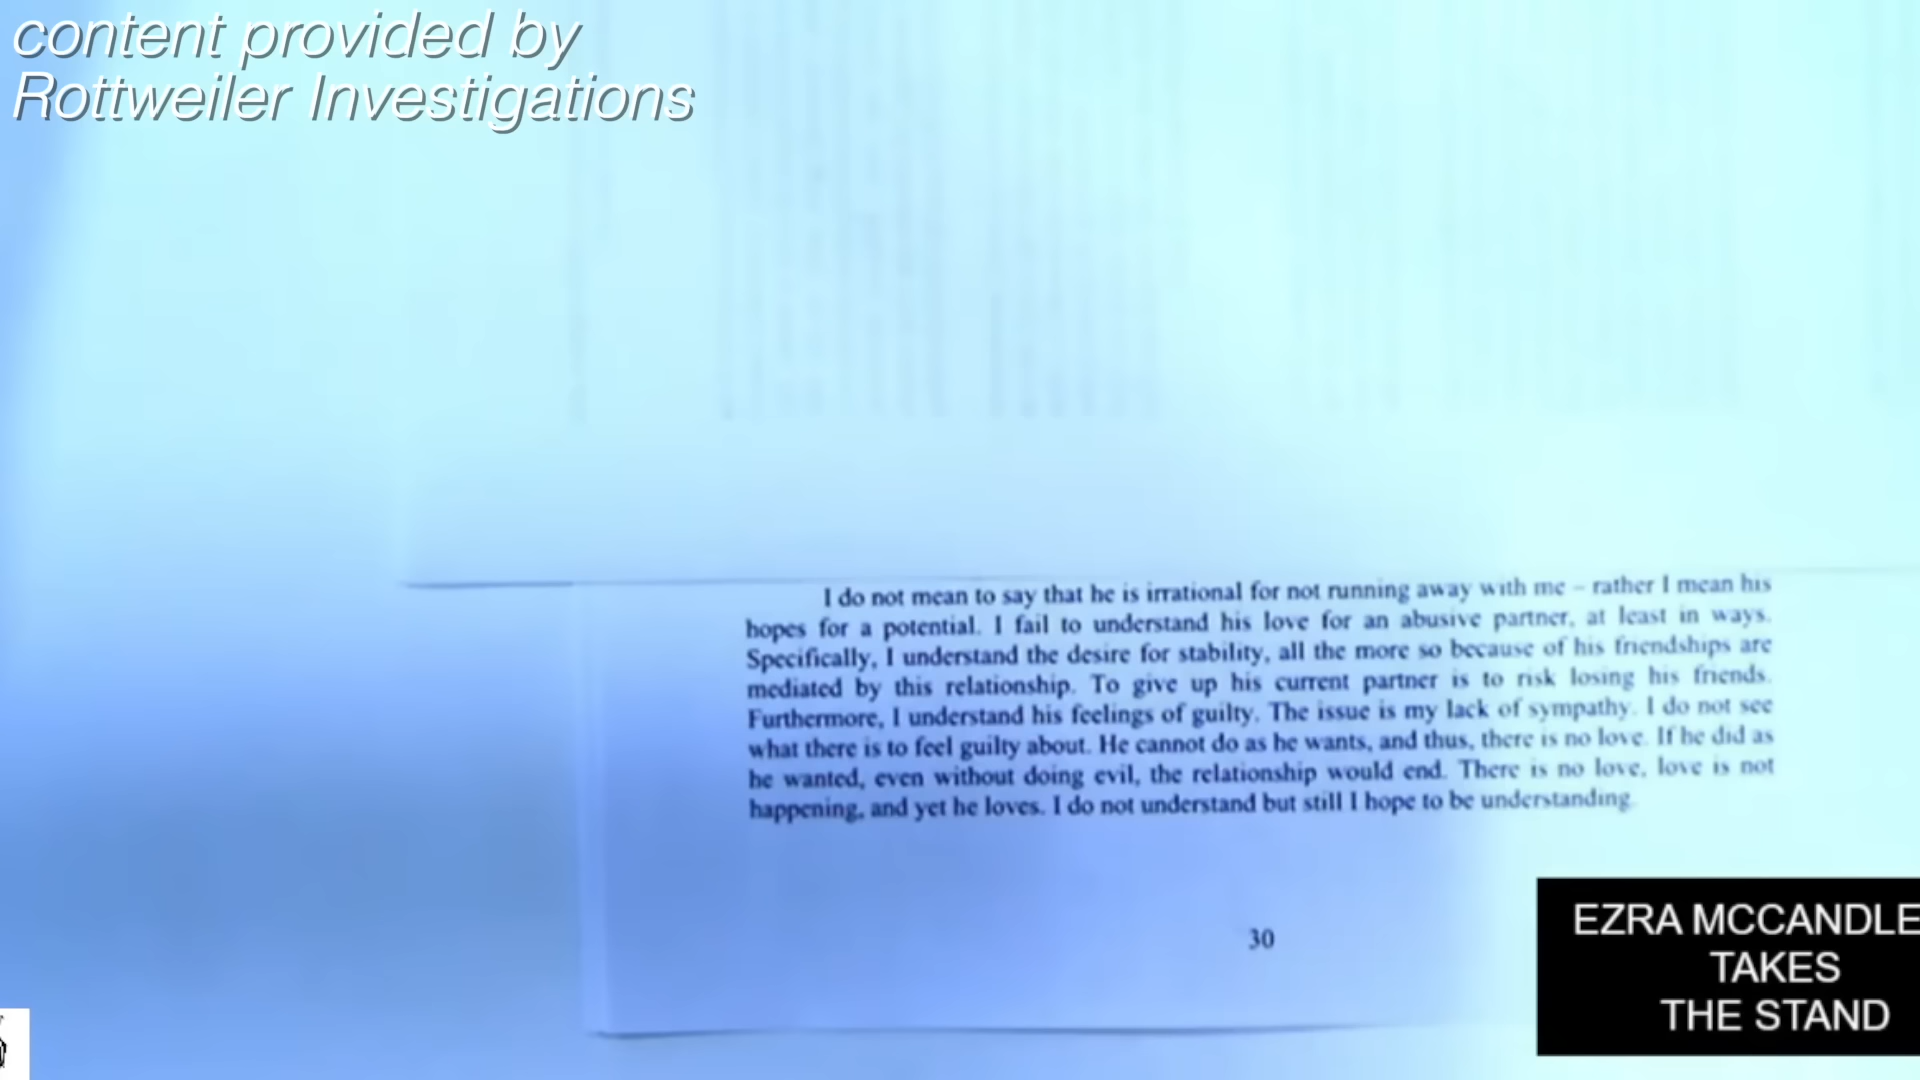 content provided by
Rottweiler Investigations
I do not mean to say that he is irrational for not running away with me – rather I mean his
hopes for a potential. I fail to understand his love for an abusive partner, at least in ways.
Specifically, I understand the desire for stability, all the more so because of his friendships are
mediated by this relationship. To give up his current partner is to risk losing his friends.
Furthermore, I understand his feelings of guilty. The issue is my lack of sympathy. I do not see
what there is to feel guilty about. He cannot do as he wants, and thus, there is no love. If he did as
he wanted, even without doing evil, the relationship would end. There is no love, love is not
happening, and yet he loves. I do not understand but still I hope to be understanding.
30
EZRA MCCANDLE
TAKES
THE STAND